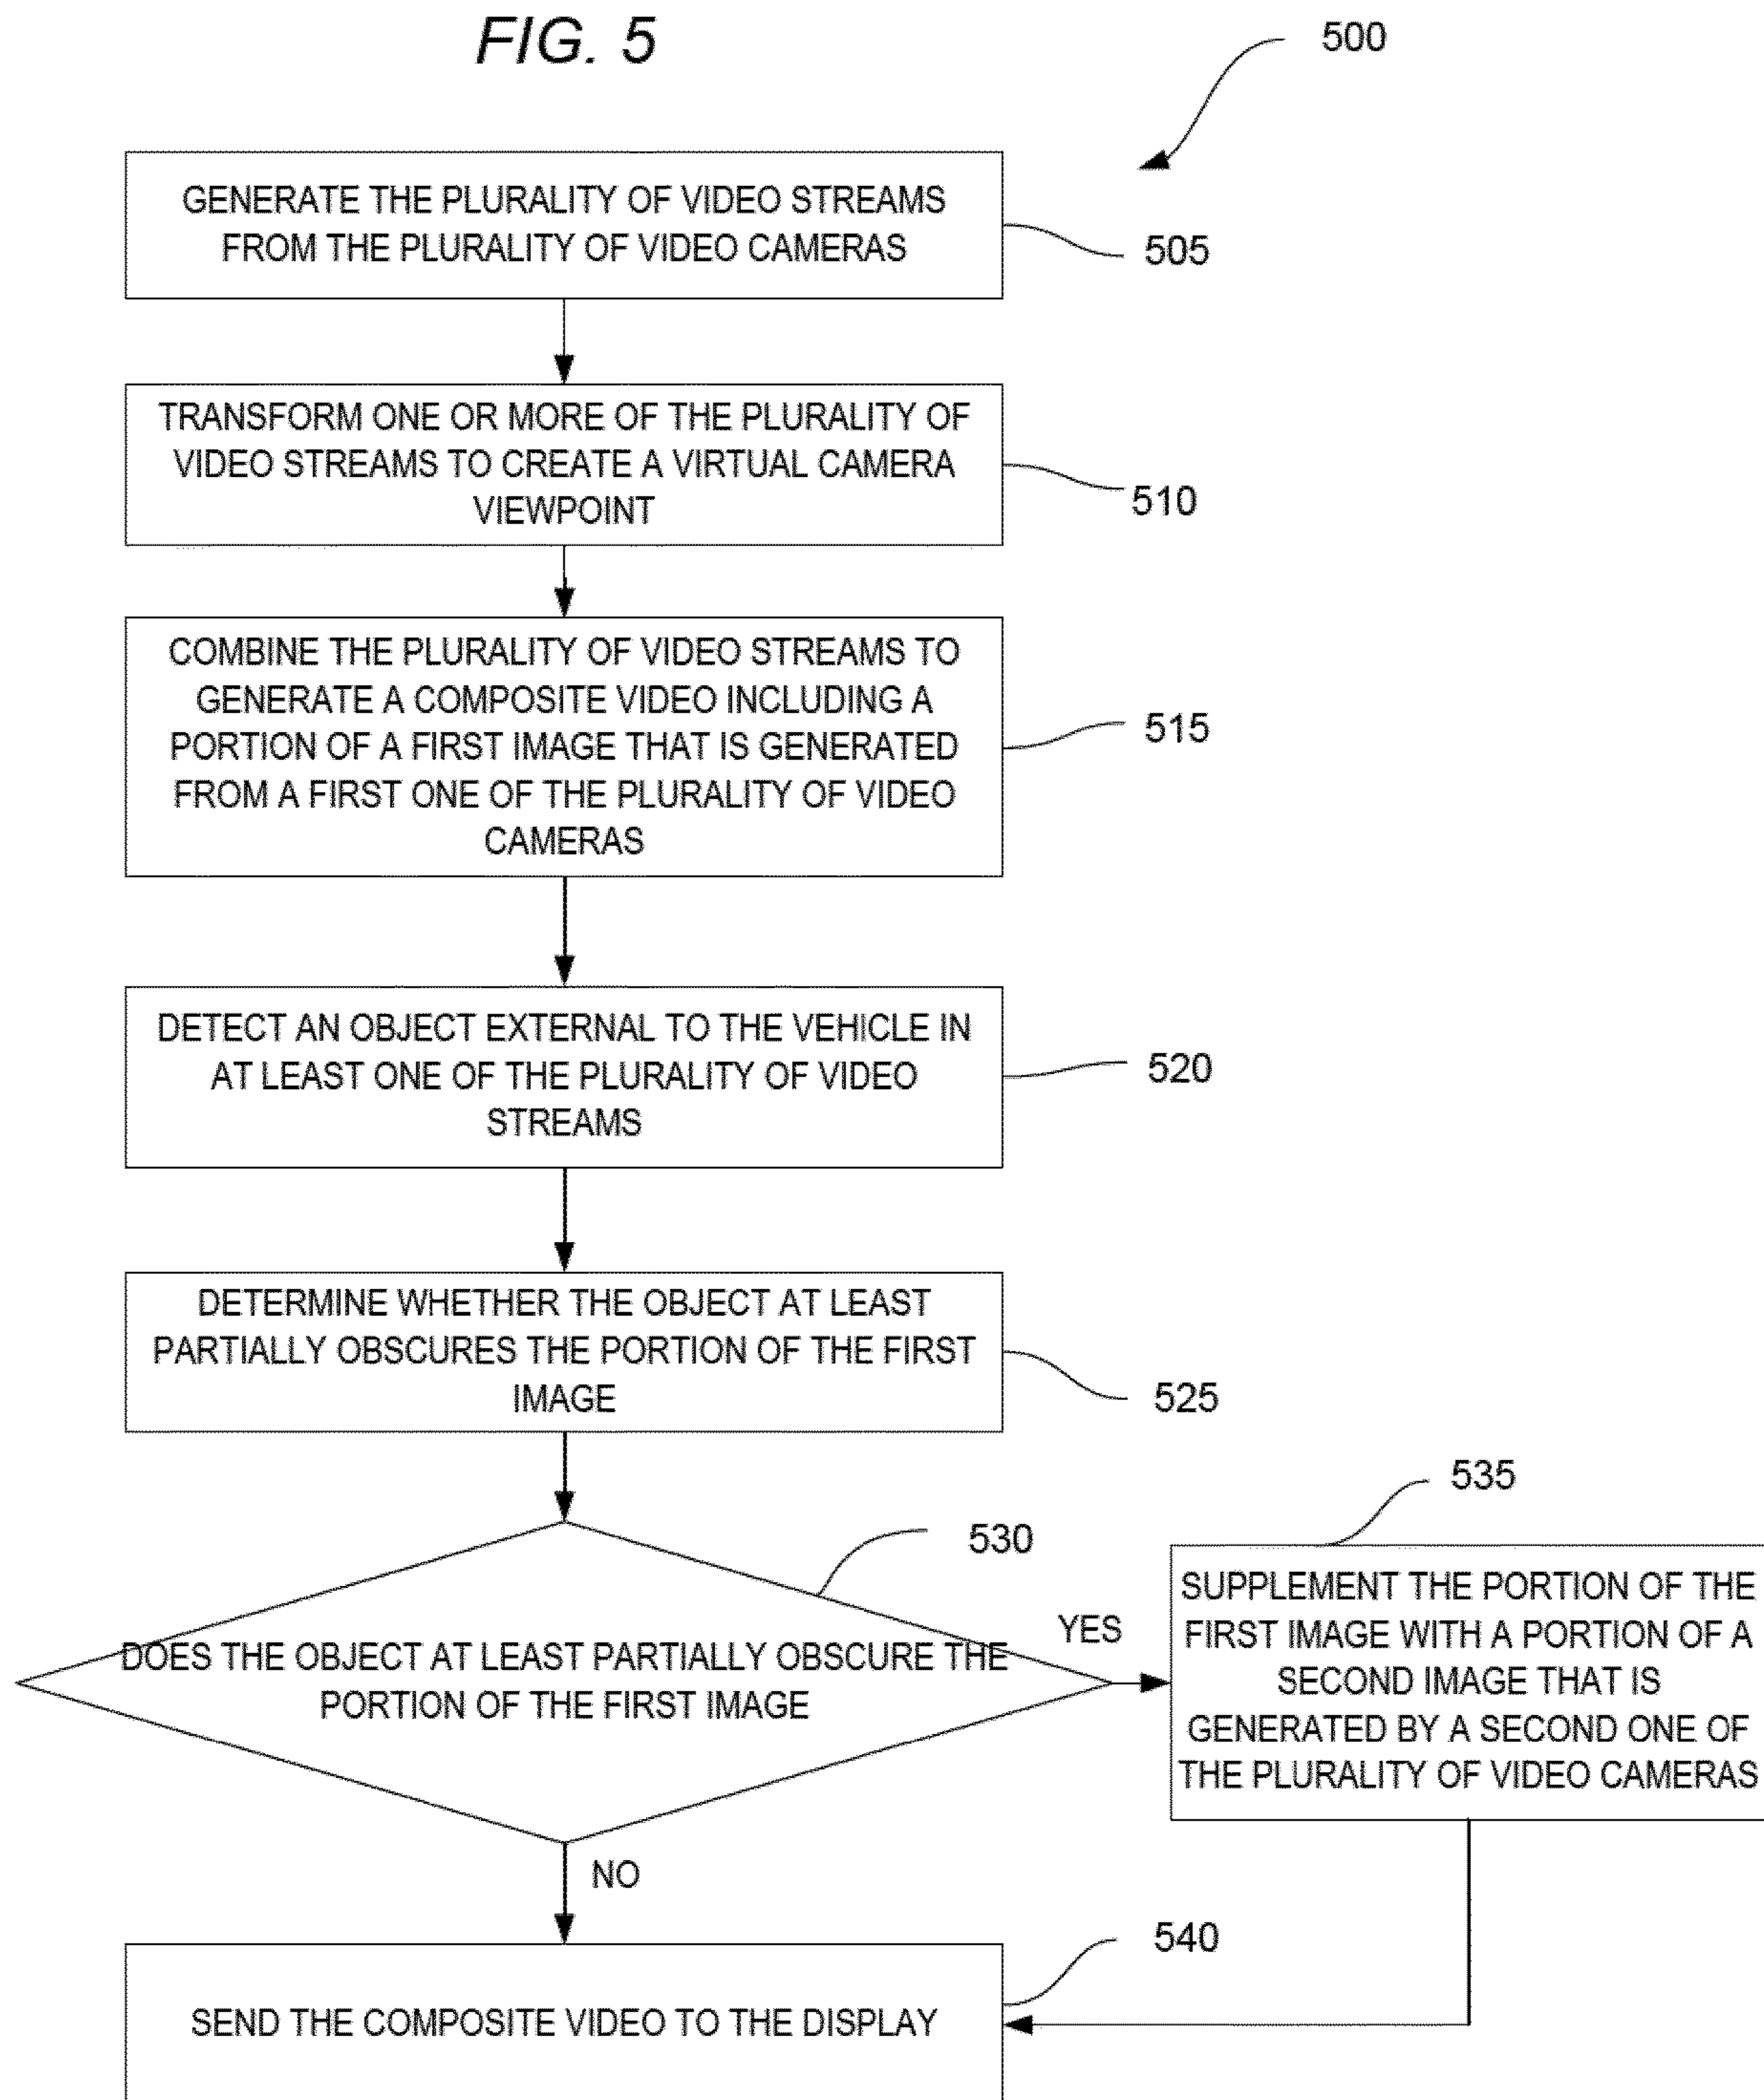 FIG. 5
500
GENERATE THE PLURALITY OF VIDEO STREAMS
FROM THE PLURALITY OF VIDEO CAMERAS
505
TRANSFORM ONE OR MORE OF THE PLURALITY OF
VIDEO STREAMS TO CREATE A VIRTUAL CAMERA
VIEWPOINT
510
COMBINE THE PLURALITY OF VIDEO STREAMS TO
GENERATE A COMPOSITE VIDEO INCLUDING A
PORTION OF A FIRST IMAGE THAT IS GENERATED
FROM A FIRST ONE OF THE PLURALITY OF VIDEO
CAMERAS
515
DETECT AN OBJECT EXTERNAL TO THE VEHICLE IN
AT LEAST ONE OF THE PLURALITY OF VIDEO
STREAMS
520
DETERMINE WHETHER THE OBJECT AT LEAST
PARTIALLY OBSCURES THE PORTION OF THE FIRST
IMAGE
525
DOES THE OBJECT AT LEAST PARTIALLY OBSCURE THE
PORTION OF THE FIRST IMAGE
530
YES
535
SUPPLEMENT THE PORTION OF THE
FIRST IMAGE WITH A PORTION OF A
SECOND IMAGE THAT IS
GENERATED BY A SECOND ONE OF
THE PLURALITY OF VIDEO CAMERAS
NO
540
SEND THE COMPOSITE VIDEO TO THE DISPLAY